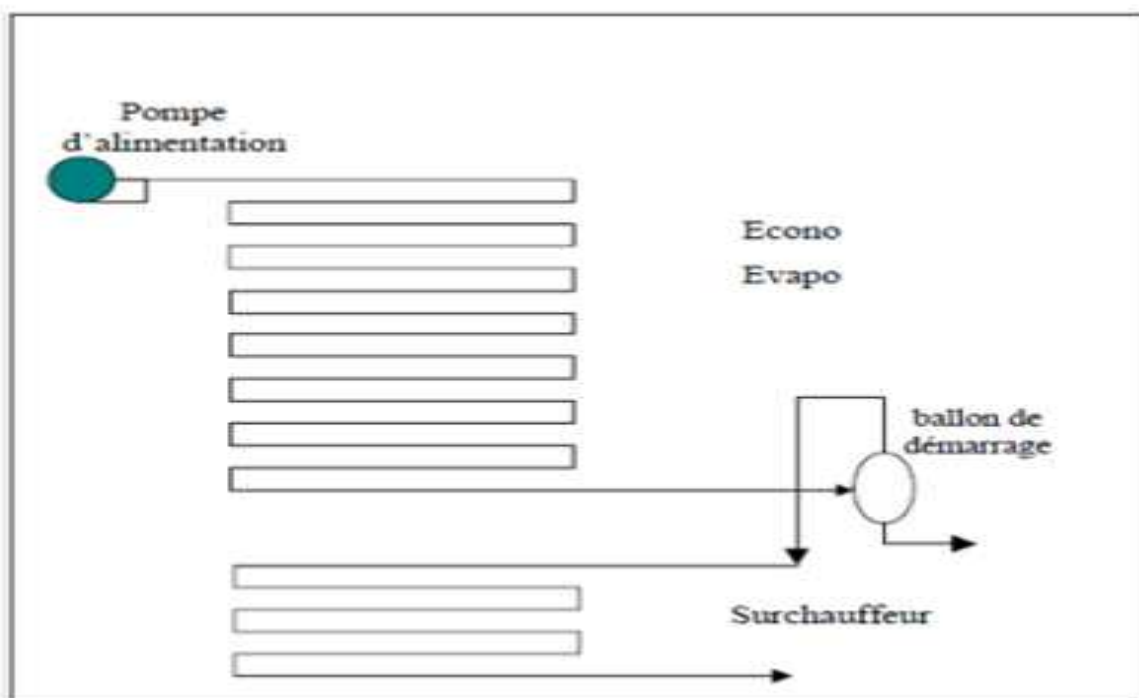 Pompe
d'alimentation
Econo
Evapo
ballon de
démarrage
Surchauffeur